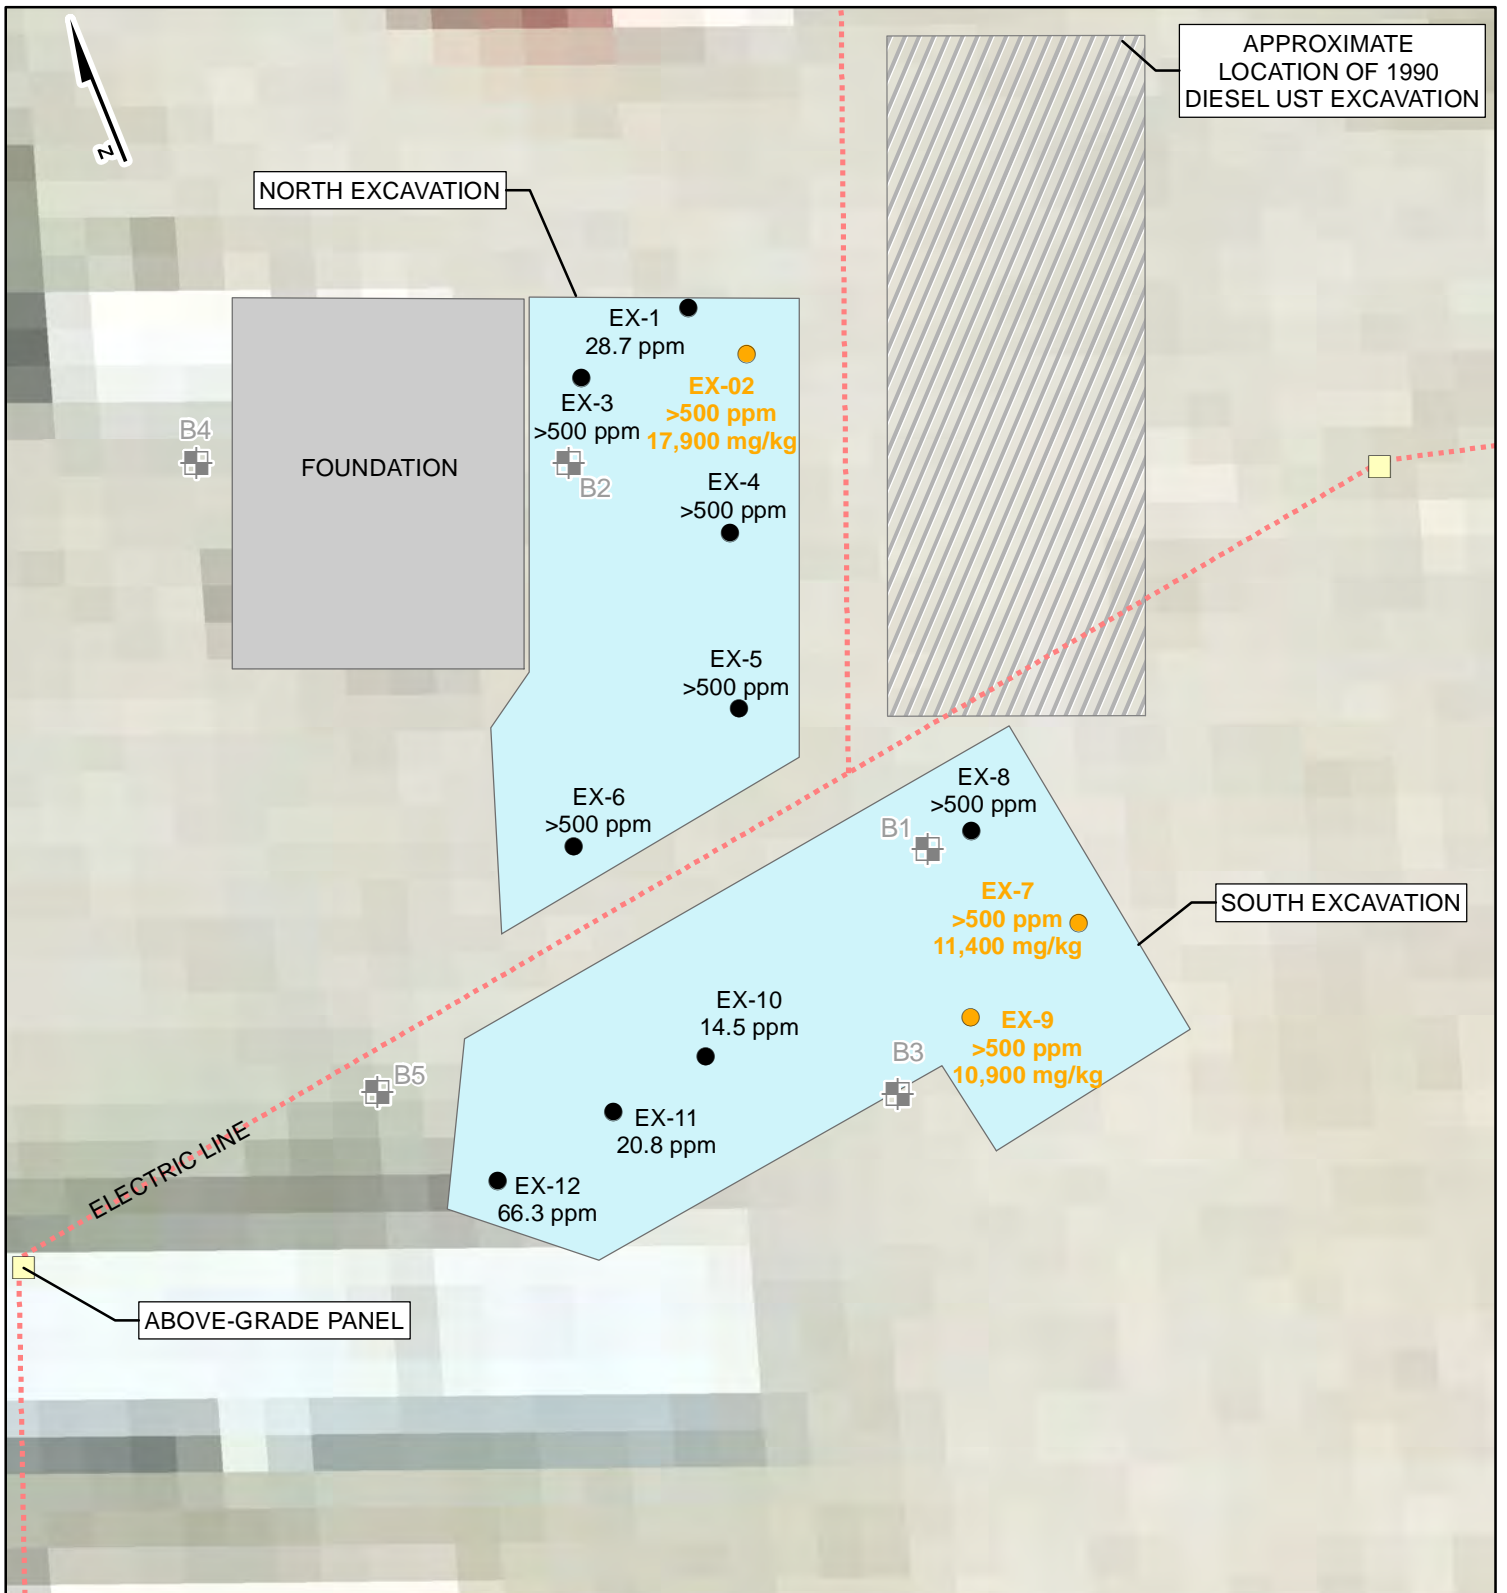 APPROXIMATE
LOCATION OF 1990
DIESEL UST EXCAVATION
Z
NORTH EXCAVATION
EX-1
28.7 ppm
EX-02
>500 ppm
17,900 mg/kg
EX-3
>500 ppm
B4
FOUNDATION
B2
EX-4
>500 ppm
EX-5
>500 ppm
EX-6
>500 ppm
EX-8
>500 ppm
B1
EX-7
>500 ppm
11,400 mg/kg
SOUTH EXCAVATION
EX-10
14.5 ppm
EX-9
>500 ppm
10,900 mg/kg
B3
B5
EX-11
20.8 ppm
ELECTRIC LINE
EX-12
66.3 ppm
ABOVE-GRADE PANEL